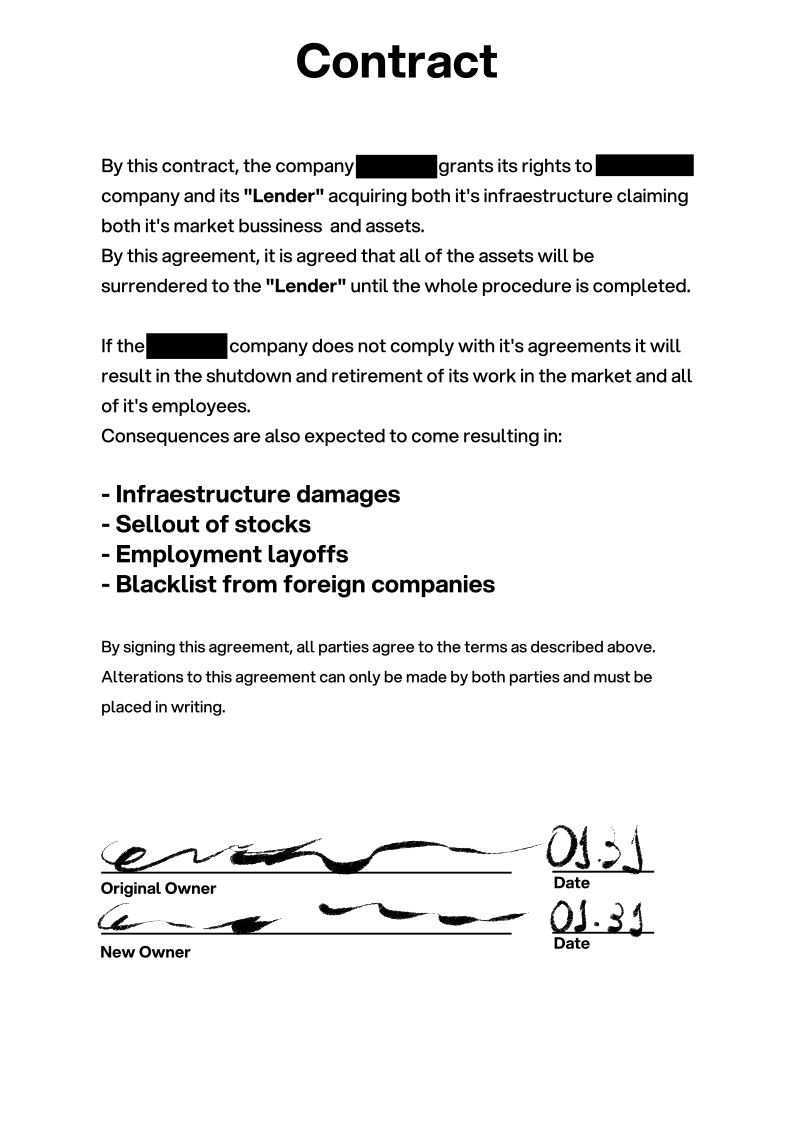 Contract
By this contract, the company grants its rights to
company and its "Lender" acquiring both it's infraestructure claiming
both it's market bussiness and assets.
By this agreement, it is agreed that all of the assets will be
surrendered to the "Lender" until the whole procedure is completed.
If the company does not comply with it's agreements it will
result in the shutdown and retirement of its work in the market and all
of it's employees.
Consequences are also expected to come resulting in:
- Infraestructure damages
- Sellout of stocks
- Employment layoffs
- Blacklist from foreign companies
By signing this agreement, all parties agree to the terms as described above.
Alterations to this agreement can only be made by both parties and must be
placed in writing.
01.31
Original Owner Date
01.31
New Owner Date